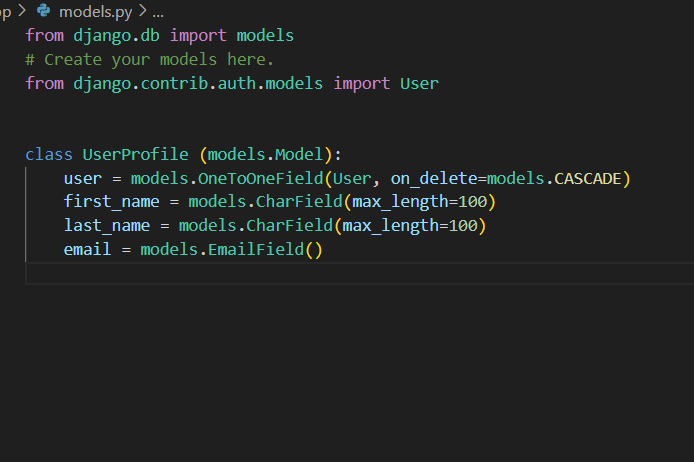 op > models.py > ...
from django.db import models
# Create your models here.
from django.contrib.auth.models import User
class UserProfile (models.Model):
user = models.OneToOneField(User, on_delete=models.CASCADE)
first_name = models.CharField(max_length=100)
last_name = models.CharField(max_length=100)
email = models.EmailField()